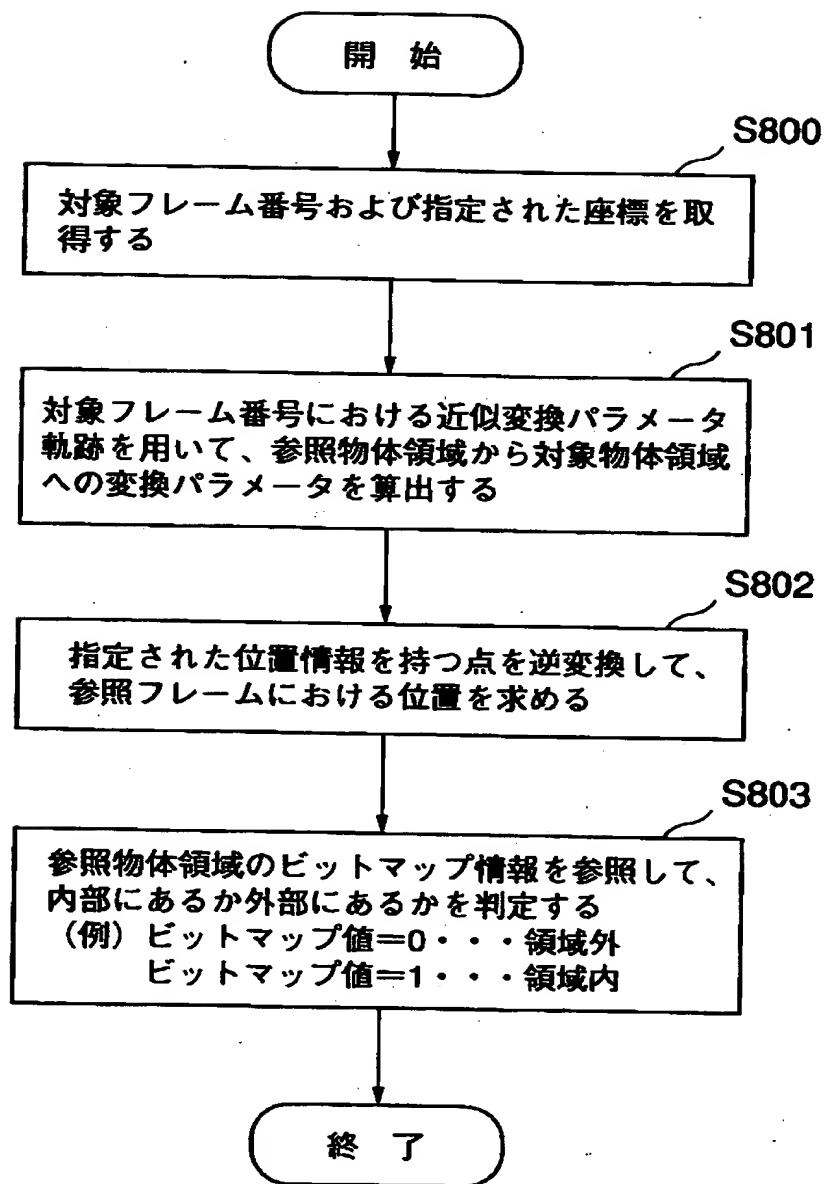 開 始
S800
対象フレーム番号および指定された座標を取
得する
S801
対象フレーム番号における近似変換パラメータ
軌跡を用いて、参照物体領域から対象物体領域
への変換パラメータを算出する
S802
指定された位置情報を持つ点を逆変換して、
参照フレームにおける位置を求める
S803
参照物体領域のビットマップ情報を参照して、
内部にあるか外部にあるかを判定する
(例)ビットマップ値=0・・・領域外
ビットマップ値=1・・・領域内
終 了